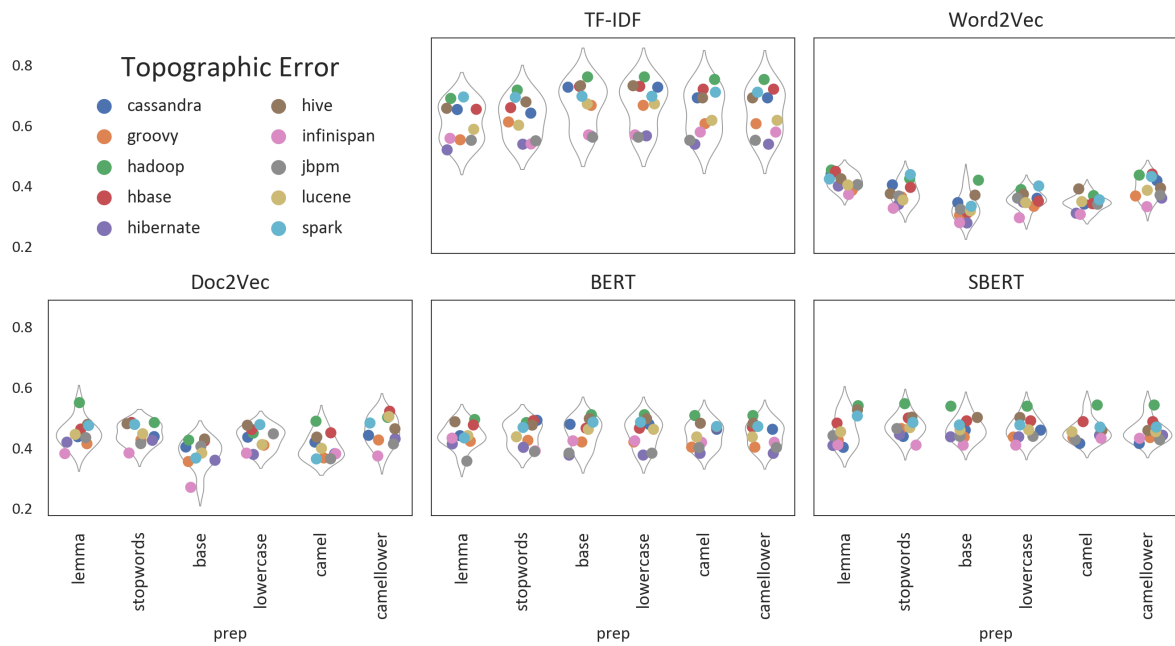 TF-IDF Word2Vec
0.8
0.6
0.4
0.2
Topographic Error
cassandra hive
groovy infinispan
hadoop jbpm
hbase lucene
hibernate spark
Doc2Vec BERT SBERT
0.8
0.6
0.4
0.2
lemma stopwords base lowercase camel camellower lemma stopwords base lowercase camel camellower lemma stopwords base lowercase camel camellower
prep prep prep